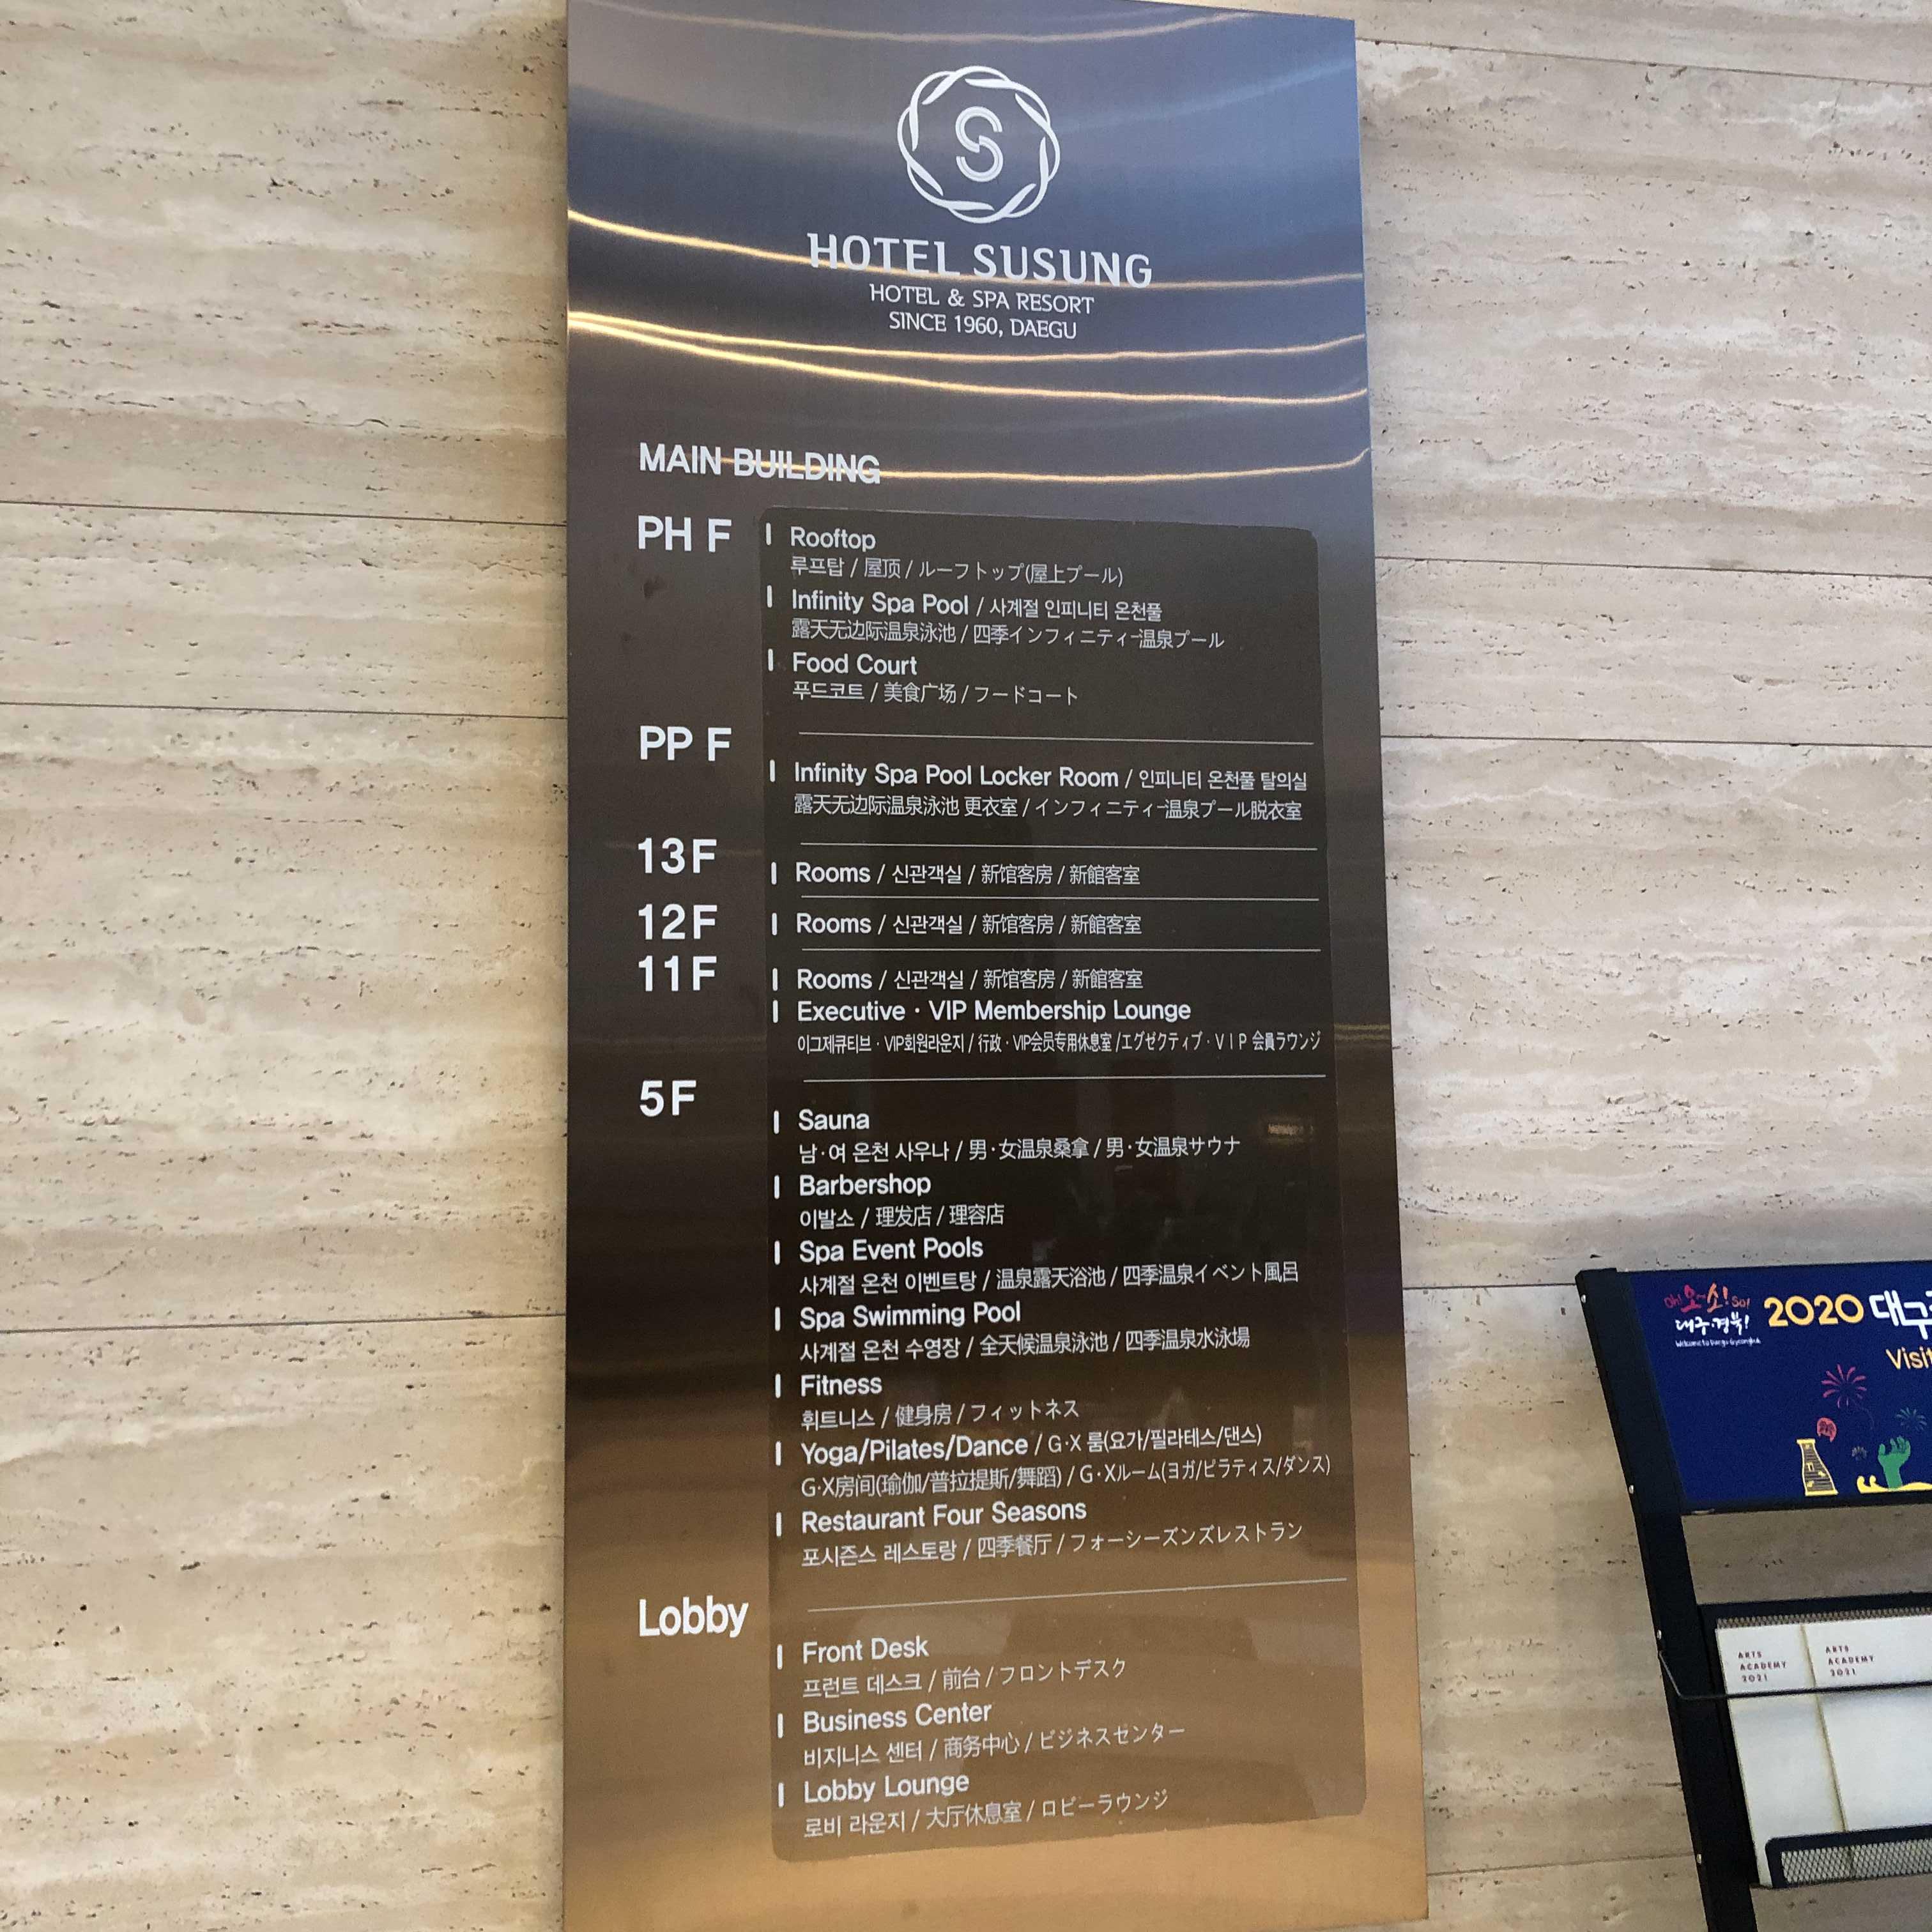 S
HOTEL SUSUNG
HOTEL & SPA RESORT
SINCE 1960, DAEGU
MAIN BUILDING
PH F
Rooftop
루프탑 / 屋顶 / ルーフトップ(屋上プール)
Infinity Spa Pool / 사계절 인피니티 온천풀
露天无边际温泉泳池 / 四季インフィニティー温泉プール
Food Court
푸드코트 / 美食广场 / フードコート
PP F
Infinity Spa Pool Locker Room / 인피니티 온천풀 탈의실
露天无边际温泉泳池 更衣室 / インフィニティー温泉プール脱衣室
13F
Rooms / 신관객실 / 新馆客房 / 新館客室
12F
Rooms / 신관객실 / 新馆客房 / 新館客室
11F
Rooms / 신관객실 / 新馆客房 / 新館客室
Executive · VIP Membership Lounge
이그제큐티브 · VIP회원라운지 / 行政 · VIP会员专用休息室 /エグゼクティブ · ＶＩＰ 会員ラウンジ
5F
Sauna
남·여 온천 사우나 / 男·女温泉桑拿 / 男·女温泉サウナ
Barbershop
이발소 / 理发店 / 理容店
Spa Event Pools
사계절 온천 이벤트탕 / 温泉露天浴池 / 四季温泉イベント風呂
Spa Swimming Pool
사계절 온천 수영장 / 全天候温泉泳池 / 四季温泉水泳場
Fitness
휘트니스 / 健身房 / フィットネス
Yoga/Pilates/Dance / G·X 룸(요가/필라테스/댄스)
G·X房间(瑜伽/普拉提斯/舞蹈) / G·Xルーム(ヨガ/ピラティス/ダンス)
Restaurant Four Seasons
포시즌스 레스토랑 / 四季餐厅 / フォーシーズンズレストラン
Lobby
Front Desk
프런트 데스크 / 前台 / フロントデスク
Business Center
비지니스 센터 / 商务中心 / ビジネスセンター
Lobby Lounge
로비 라운지 / 大厅休息室 / ロビーラウンジ
Oh! 오~소! So!
대구·경북!
2020 대구
Visit
ARTS
ACADEMY
2021
ARTS
ACADEMY
2021